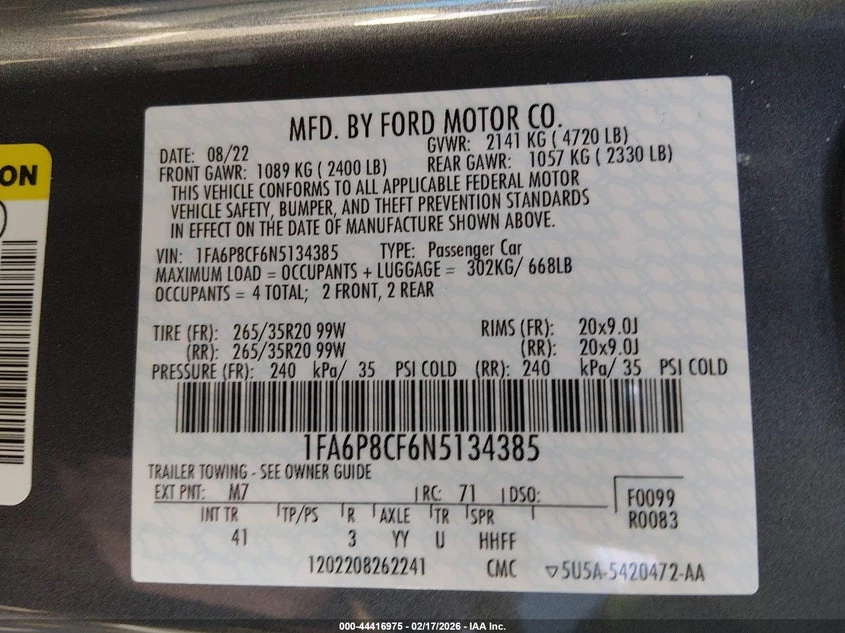 ON
MFD. BY FORD MOTOR CO.
DATE: 08/22
GVWR: 2141 KG ( 4720 LB)
FRONT GAWR: 1089 KG ( 2400 LB)
REAR GAWR: 1057 KG ( 2330 LB)
THIS VEHICLE CONFORMS TO ALL APPLICABLE FEDERAL MOTOR
VEHICLE SAFETY, BUMPER, AND THEFT PREVENTION STANDARDS
IN EFFECT ON THE DATE OF MANUFACTURE SHOWN ABOVE.
VIN: 1FA6P8CF6N5134385 TYPE: Passenger Car
MAXIMUM LOAD = OCCUPANTS + LUGGAGE = 302KG/ 668LB
OCCUPANTS = 4 TOTAL; 2 FRONT, 2 REAR
TIRE (FR): 265/35R20 99W RIMS (FR): 20x9.0J
(RR): 265/35R20 99W (RR): 20x9.0J
PRESSURE (FR): 240 kPa/ 35 PSI COLD (RR): 240 kPa/ 35 PSI COLD
1FA6P8CF6N5134385
TRAILER TOWING - SEE OWNER GUIDE
EXT PNT: M7 RC: 71 DSO: F0099
INT TR TP/PS R AXLE TR SPR R0083
41 3 YY U HHFF
1202208262241 CMC ▽5U5A-5420472-AA
000-44416975 - 02/17/2026 - IAA Inc.